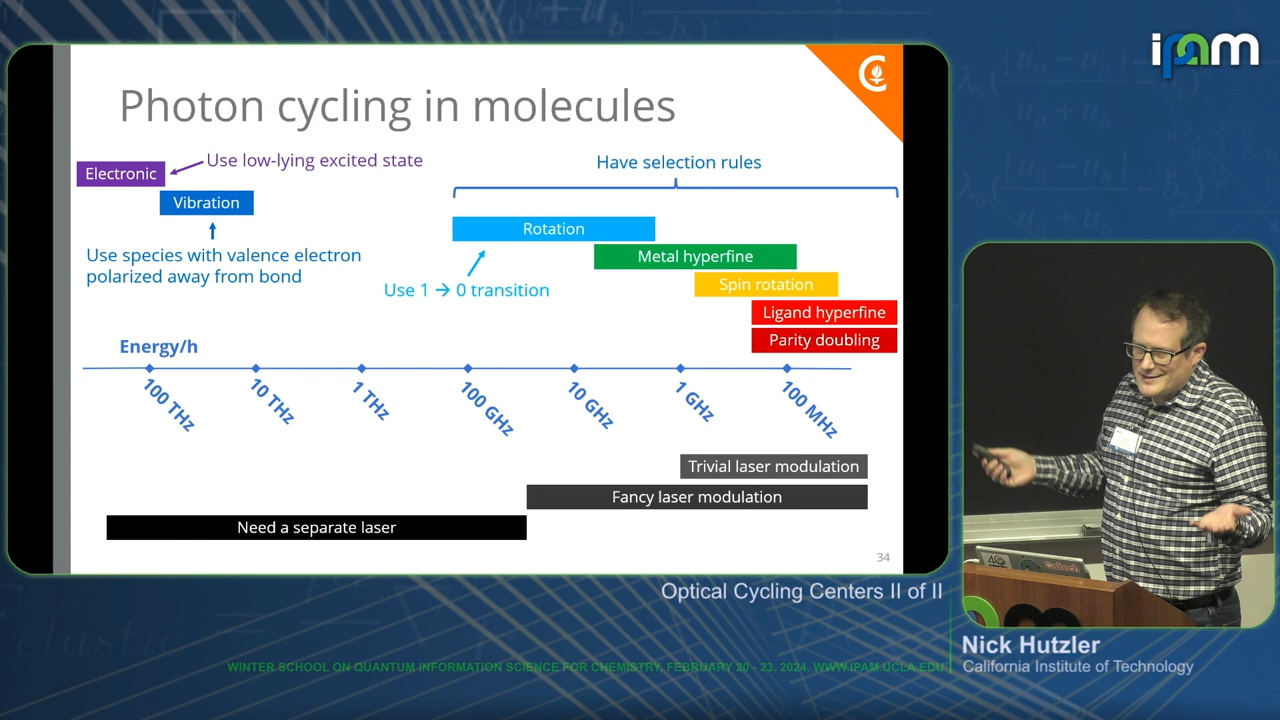 ipam
Photon cycling in molecules
Electronic
Use low-lying excited state
Have selection rules
Vibration
Rotation
Use species with valence electron
polarized away from bond
Metal hyperfine
Use 1 → 0 transition
Spin rotation
Ligand hyperfine
Parity doubling
Energy/h
100 THz
10 THz
1 THz
100 GHz
10 GHz
1 GHz
100 MHz
Trivial laser modulation
Fancy laser modulation
Need a separate laser
34
Optical Cycling Centers II of II
Nick Hutzler
California Institute of Technology
WINTER SCHOOL ON QUANTUM INFORMATION SCIENCE FOR CHEMISTRY, FEBRUARY 20 - 23, 2024, WWW.IPAM.UCLA.EDU
elastic